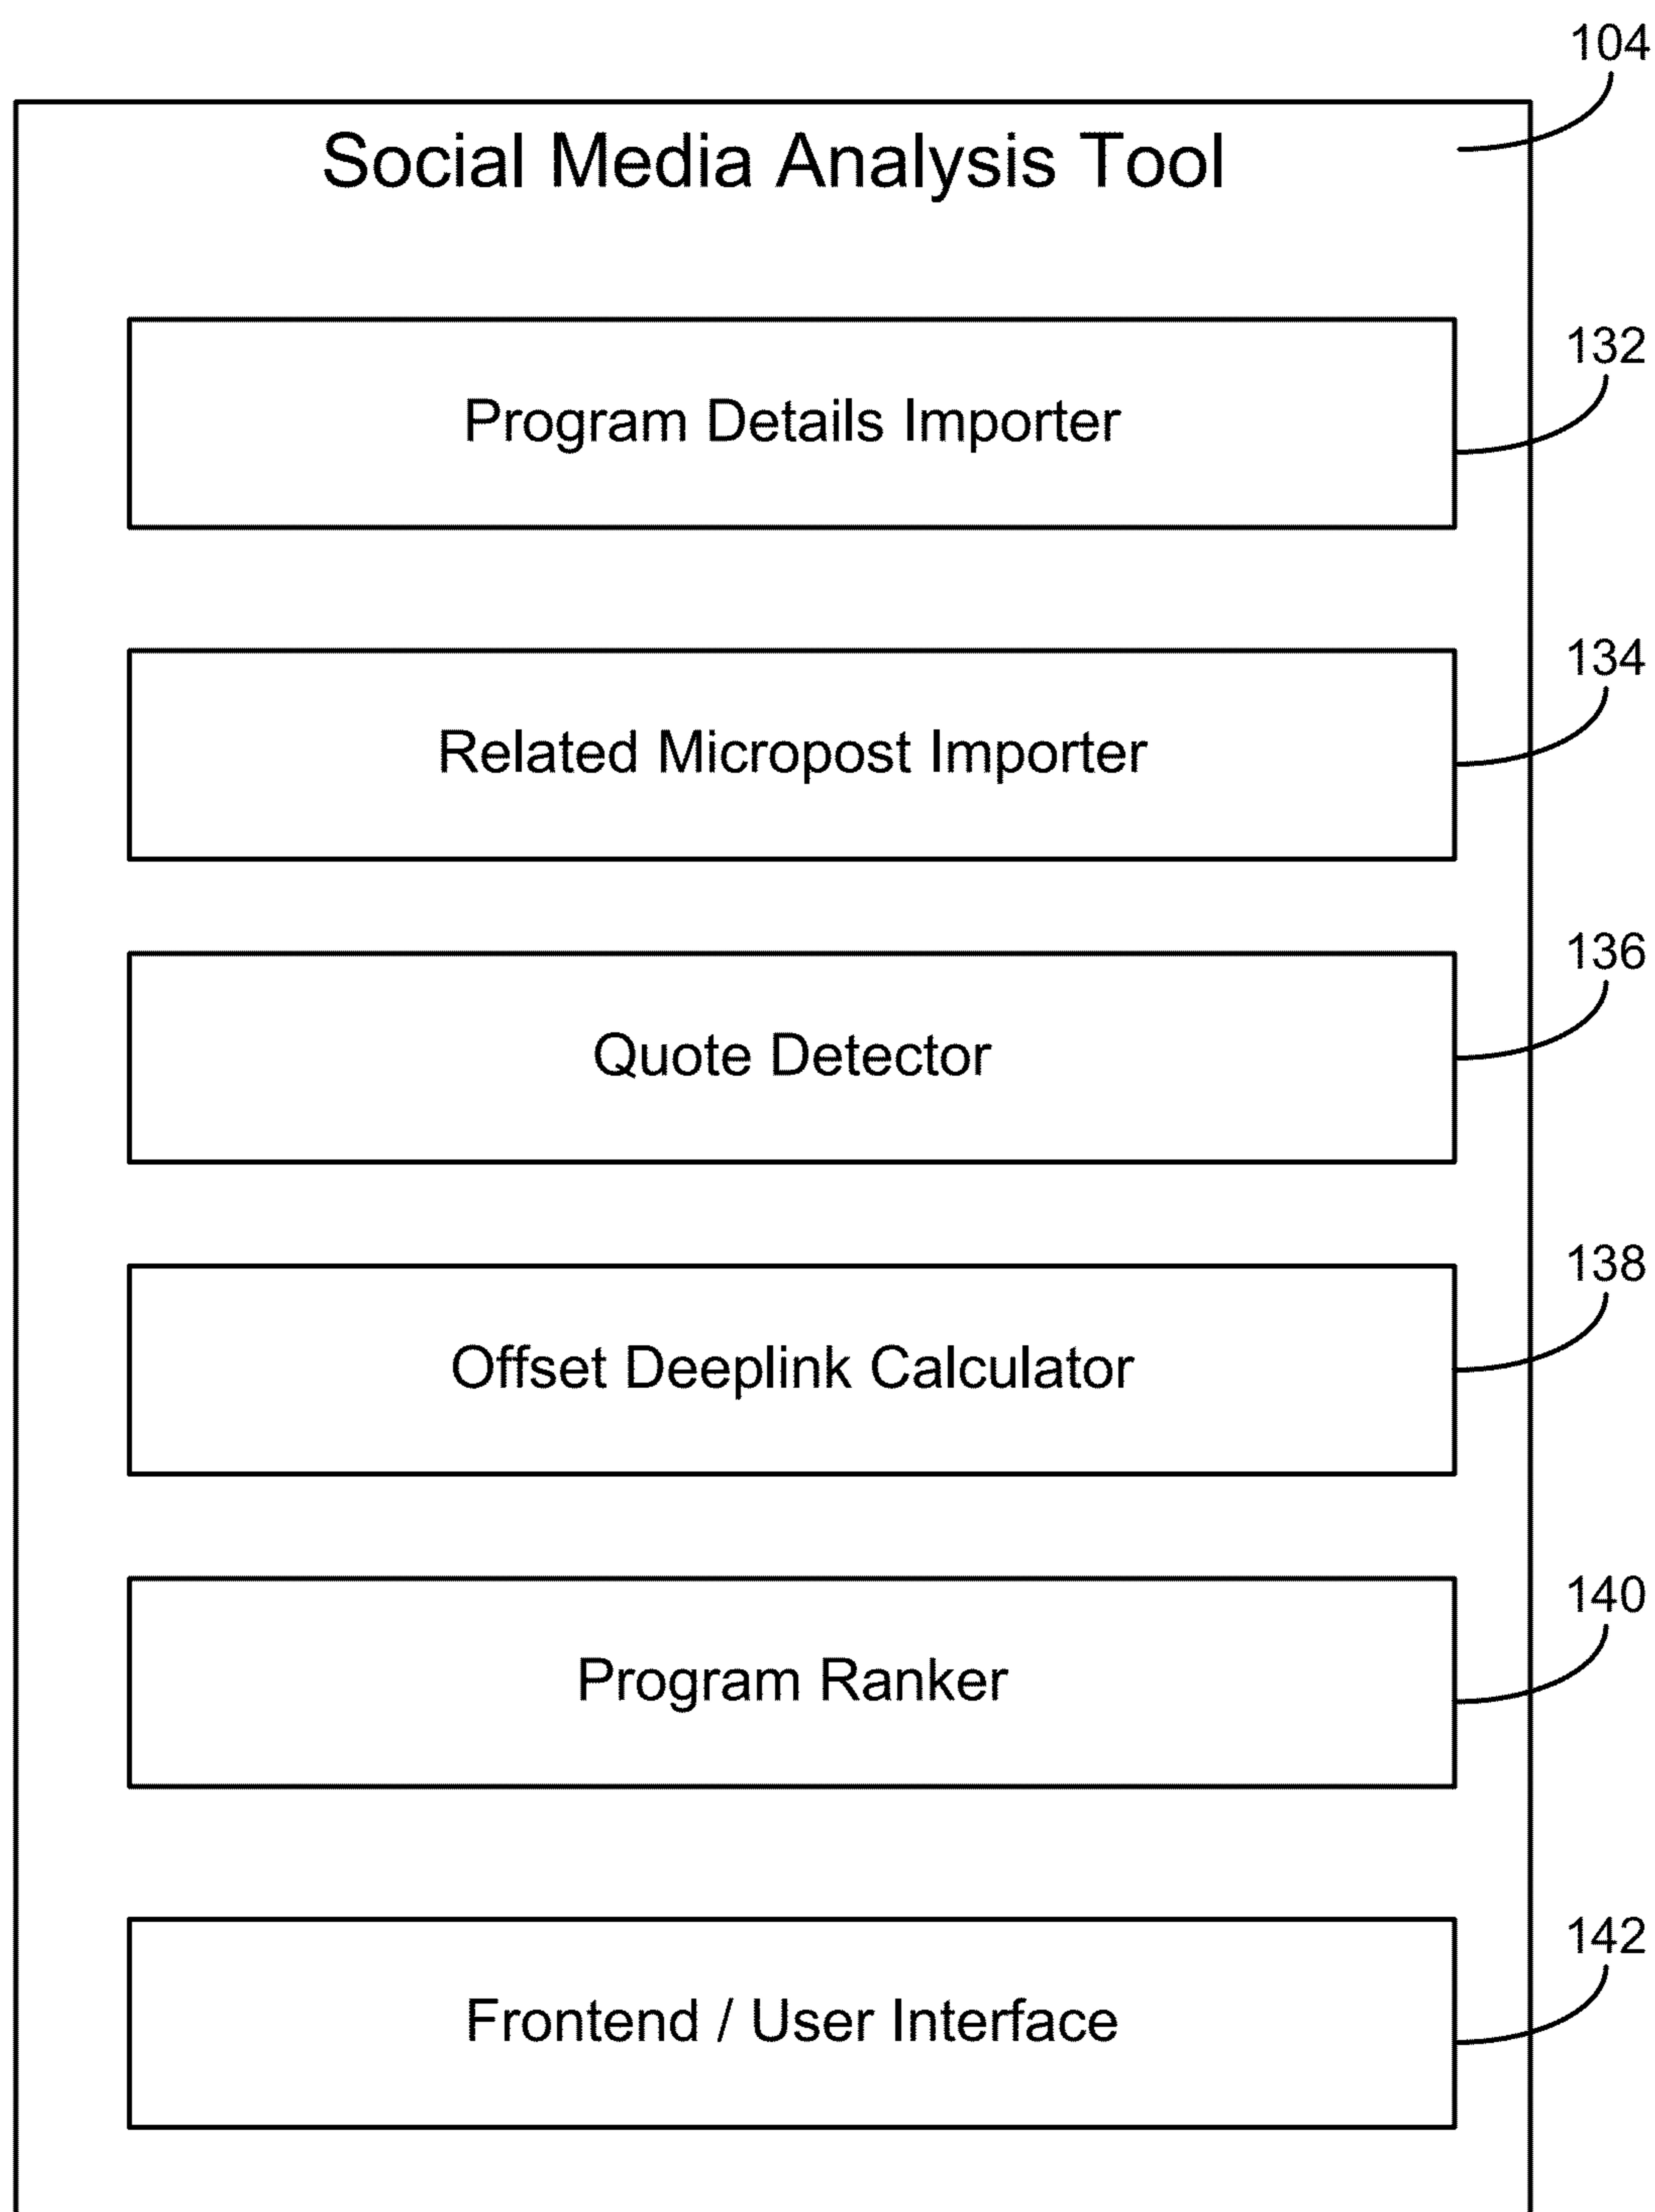 104
Social Media Analysis Tool
132
Program Details Importer
134
Related Micropost Importer
136
Quote Detector
138
Offset Deeplink Calculator
140
Program Ranker
142
Frontend / User Interface